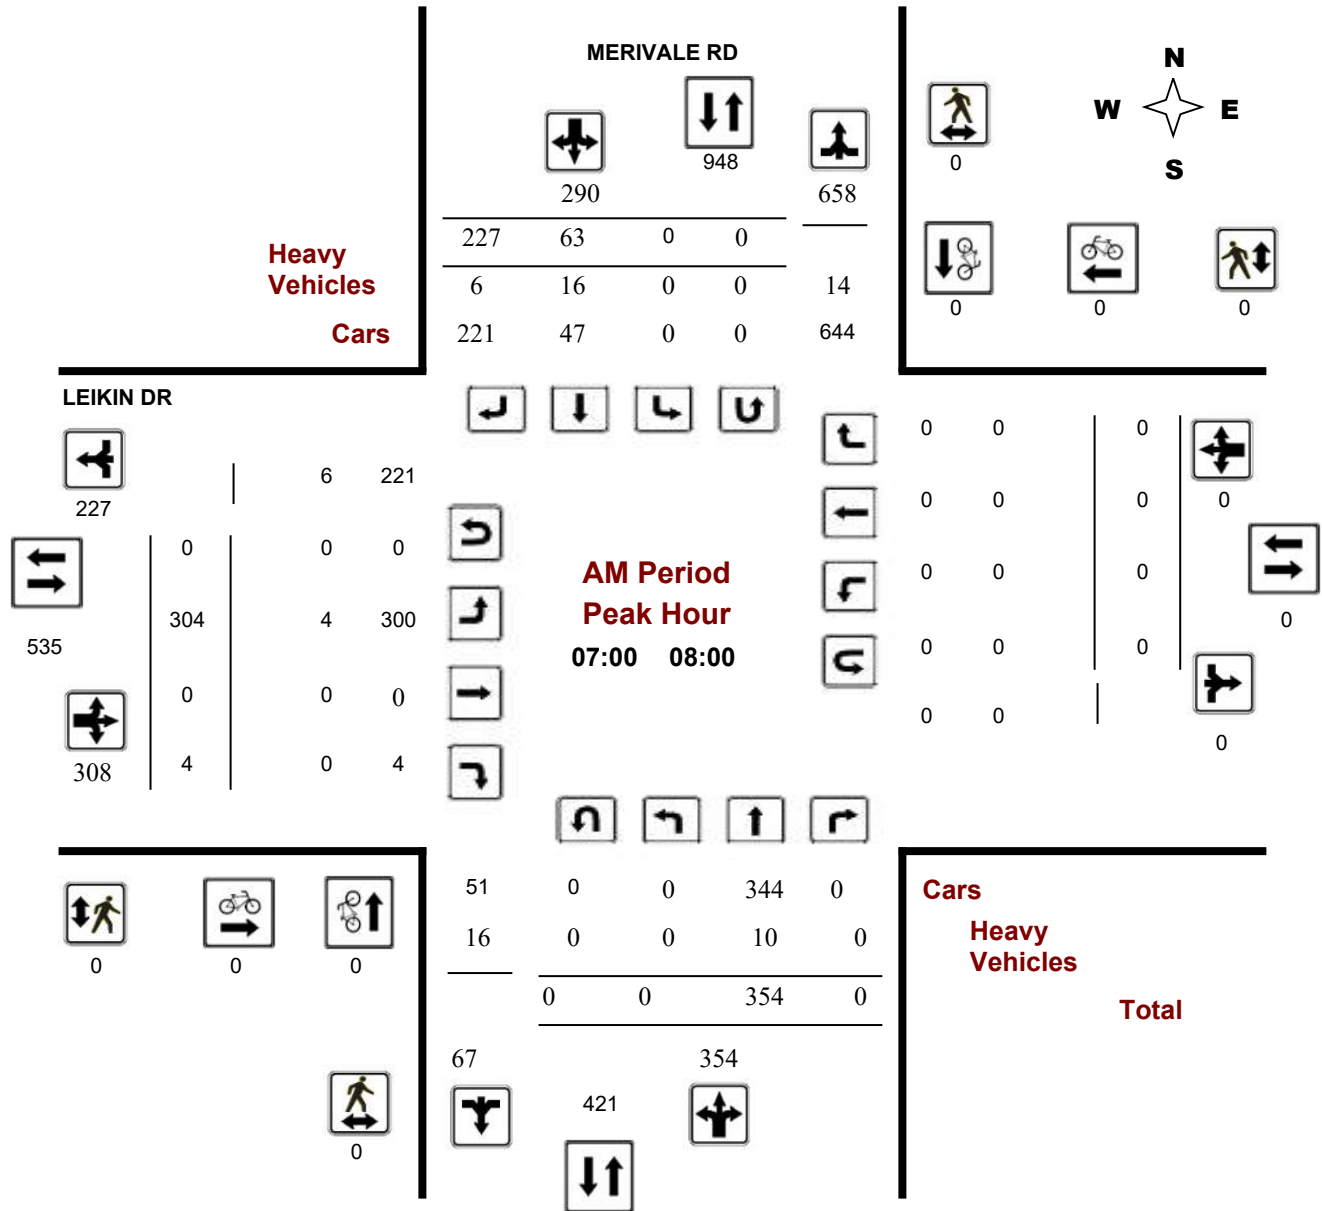 MERIVALE RD
N
W E
S
948
0
290 658
227 63 0 0
Heavy
Vehicles
6 16 0 0 14
0 0 0
Cars
221 47 0 0 644
LEIKIN DR
0 0 0
6 221
227
0 0 0 0
0 0 0
AM Period
0 0 0
Peak Hour
304 4 300
0
535
07:00 08:00
0 0 0
0 0 0
0 0
0
308 4 0 4
51 0 0 344 0
Cars
16 0 0 10 0
Heavy
Vehicles
0 0 0
0 0 354 0
Total
67 354
421
0